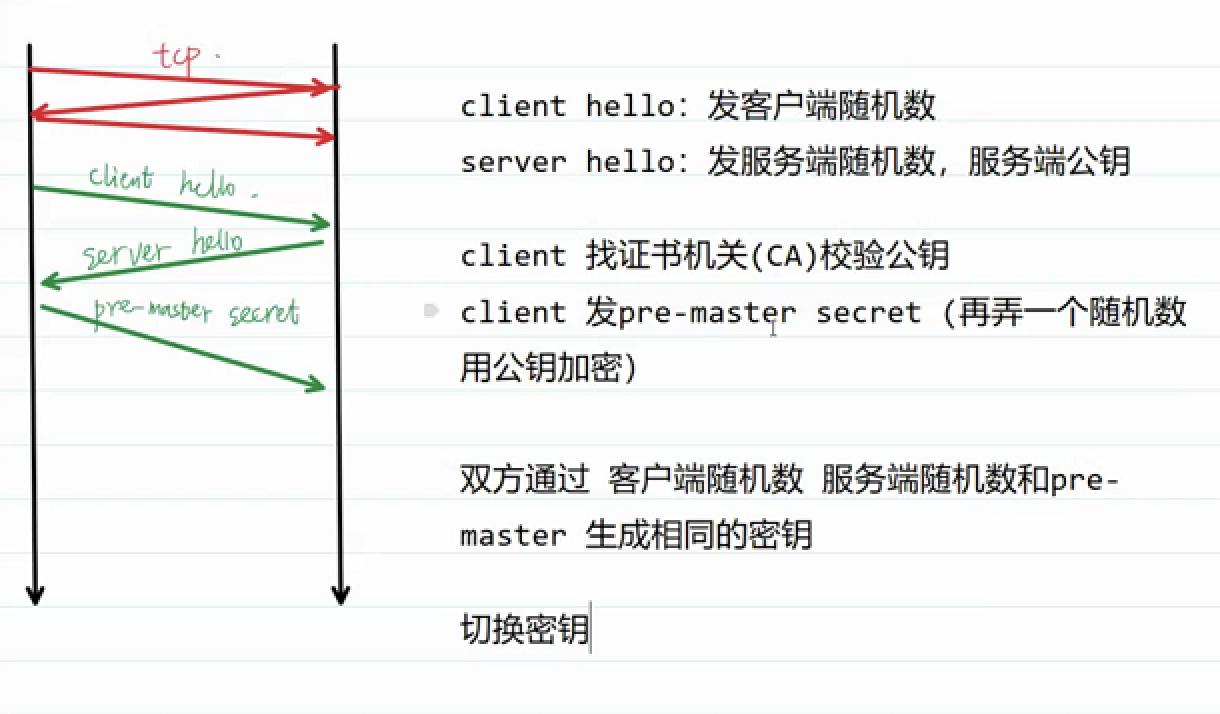 tcp.
client hello.
server hello
pre-master secret
client hello：发客户端随机数
server hello：发服务端随机数，服务端公钥
client 找证书机关(CA)校验公钥
client 发pre-master secret (再弄一个随机数
用公钥加密)
双方通过 客户端随机数 服务端随机数和pre-
master 生成相同的密钥
切换密钥